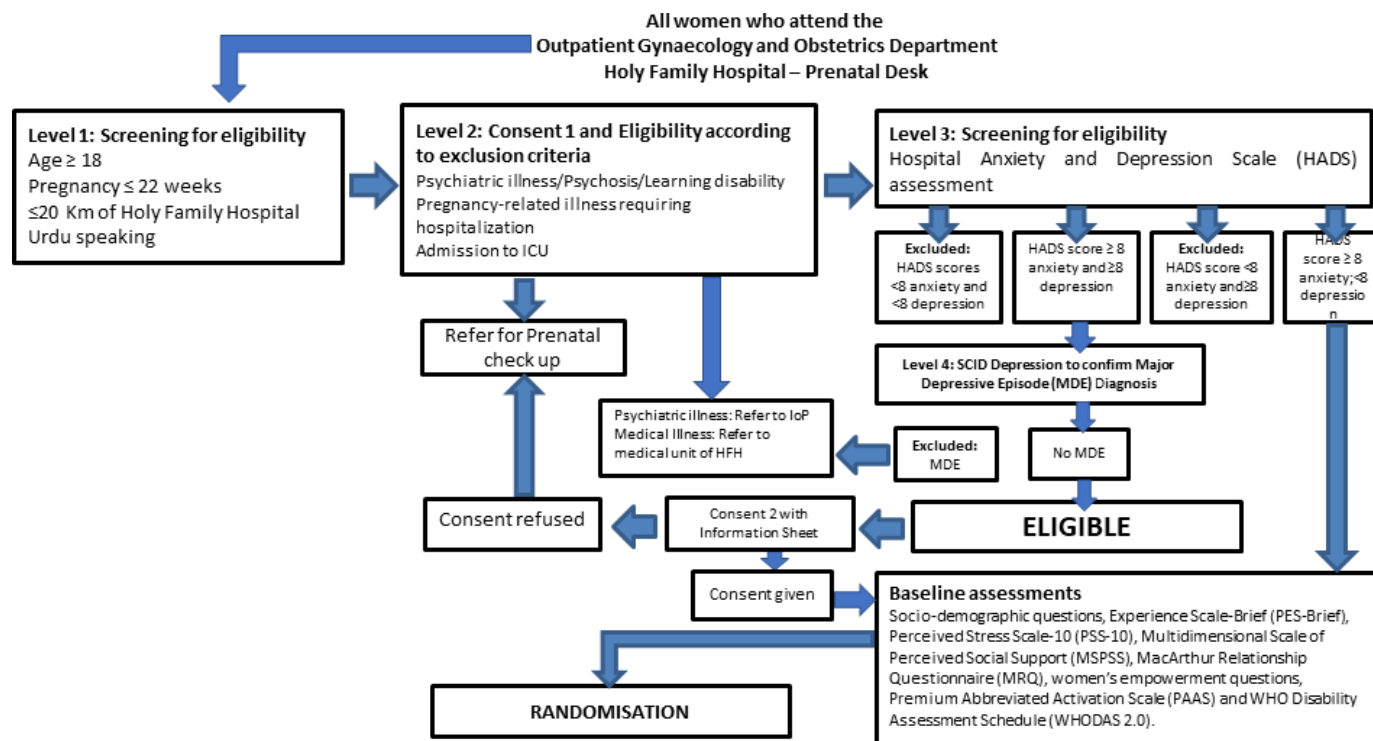 All women who attend the
Outpatient Gynaecology and Obstetrics Department
Holy Family Hospital – Prenatal Desk
Level 1: Screening for eligibility
Age ≥ 18
Pregnancy ≤ 22 weeks
≤20 Km of Holy Family Hospital
Urdu speaking
Level 2: Consent 1 and Eligibility according
to exclusion criteria
Psychiatric illness/Psychosis/Learning disability
Pregnancy-related illness requiring
hospitalization
Admission to ICU
Level 3: Screening for eligibility
Hospital Anxiety and Depression Scale (HADS)
assessment
Excluded:
HADS scores
<8 anxiety and
<8 depression
HADS score ≥ 8
anxiety and ≥8
depression
Excluded:
HADS score <8
anxiety and ≥8
depression
HADS
score ≥ 8
anxiety;<8
depressio
n
Refer for Prenatal
check up
Level 4: SCID Depression to confirm Major
Depressive Episode (MDE) Diagnosis
Psychiatric illness: Refer to IoP
Medical Illness: Refer to
medical unit of HFH
Excluded:
MDE
No MDE
Consent refused
Consent 2 with
Information Sheet
ELIGIBLE
Consent given
Baseline assessments
Socio-demographic questions, Experience Scale-Brief (PES-Brief),
Perceived Stress Scale-10 (PSS-10), Multidimensional Scale of
Perceived Social Support (MSPSS), MacArthur Relationship
Questionnaire (MRQ), women's empowerment questions,
Premium Abbreviated Activation Scale (PAAS) and WHO Disability
Assessment Schedule (WHODAS 2.0).
RANDOMISATION